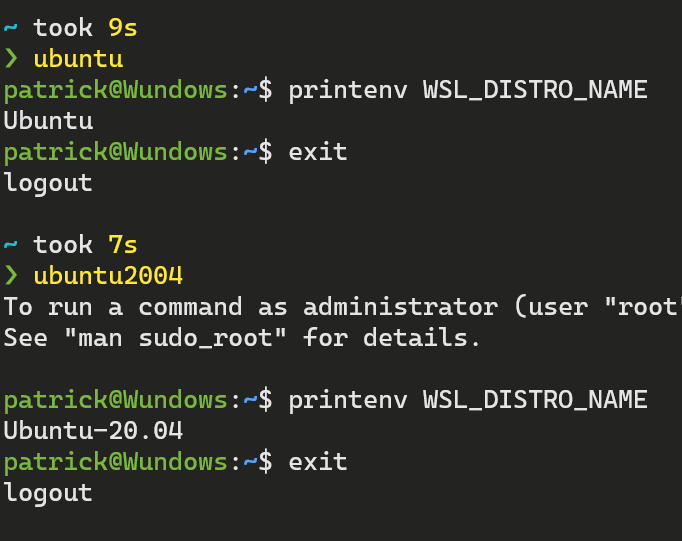 ~ took 9s
❯ ubuntu
patrick@Wundows:~$ printenv WSL_DISTRO_NAME
Ubuntu
patrick@Wundows:~$ exit
logout
~ took 7s
❯ ubuntu2004
To run a command as administrator (user "root"
See "man sudo_root" for details.
patrick@Wundows:~$ printenv WSL_DISTRO_NAME
Ubuntu-20.04
patrick@Wundows:~$ exit
logout